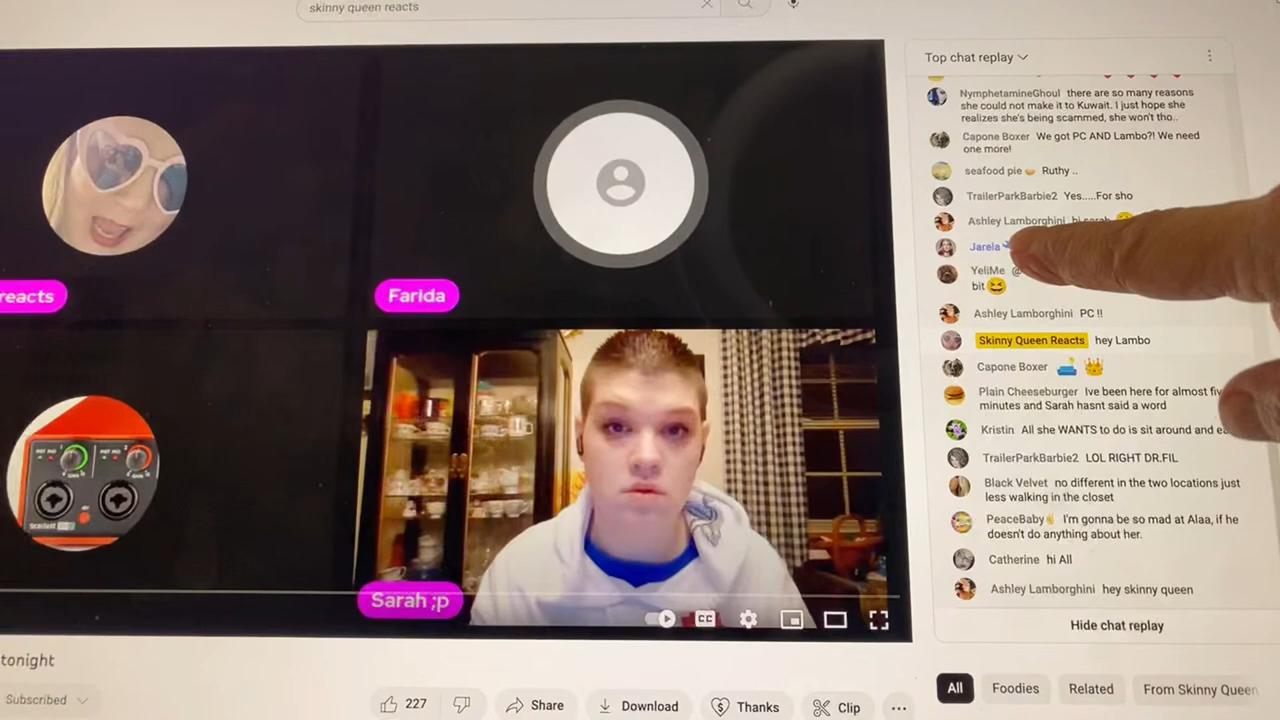 skinny queen reacts
reacts
Farida
Sarah ;p
CC
Top chat replay
NymphetamineGhoul there are so many reasons
she could not make it to Kuwait. I just hope she
realizes she's being scammed, she won't tho..
Capone Boxer We got PC AND Lambo?! We need
one more!
seafood pie Ruthy ..
TrailerParkBarbie2 Yes.....For sho
Ashley Lamborghini hi sarah
Jarela
YeliMe @
bit
Ashley Lamborghini PC !!
Skinny Queen Reacts hey Lambo
Capone Boxer
Plain Cheeseburger Ive been here for almost
minutes and Sarah hasnt said a word
Kristin All she WANTS to do is sit around and
TrailerParkBarbie2 LOL RIGHT DR.FIL
Black Velvet no different in the two locations just
less walking in the closet
PeaceBaby✌ I'm gonna be so mad at Alaa, if he
doesn't do anything about her.
Catherine hi All
Ashley Lamborghini hey skinny queen
Hide chat replay
tonight
Subscribed
227
Share
Download
Thanks
Clip
All
Foodies
Related
From Skinny Queen